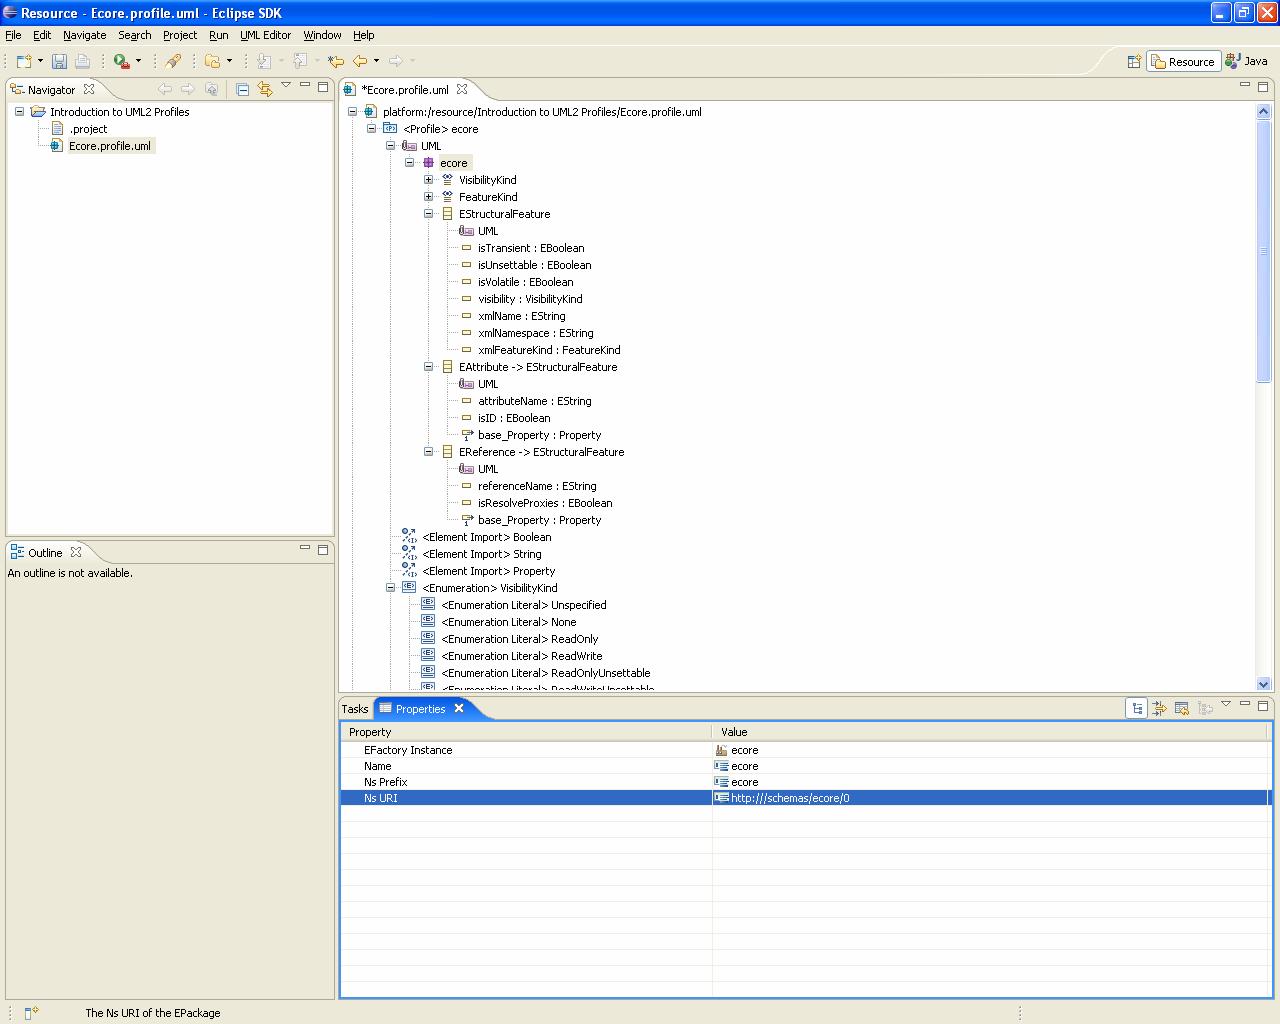 Resource - Ecore.profile.uml - Eclipse SDK
File Edit Navigate Search Project Run UML Editor Window Help
Resource Java
Navigator
Introduction to UML2 Profiles
.project
Ecore.profile.uml
Outline
An outline is not available.
*Ecore.profile.uml
platform:/resource/Introduction to UML2 Profiles/Ecore.profile.uml
<Profile> ecore
UML
ecore
VisibilityKind
FeatureKind
EStructuralFeature
UML
isTransient : EBoolean
isUnsettable : EBoolean
isVolatile : EBoolean
visibility : VisibilityKind
xmlName : EString
xmlNamespace : EString
xmlFeatureKind : FeatureKind
EAttribute -> EStructuralFeature
UML
attributeName : EString
isID : EBoolean
base_Property : Property
EReference -> EStructuralFeature
UML
referenceName : EString
isResolveProxies : EBoolean
base_Property : Property
<Element Import> Boolean
<Element Import> String
<Element Import> Property
<Enumeration> VisibilityKind
<Enumeration Literal> Unspecified
<Enumeration Literal> None
<Enumeration Literal> ReadOnly
<Enumeration Literal> ReadWrite
<Enumeration Literal> ReadOnlyUnsettable
<Enumeration Literal> ReadWriteUnsettable
Tasks Properties
Property Value
EFactory Instance ecore
Name ecore
Ns Prefix ecore
Ns URI http:///schemas/ecore/0
The Ns URI of the EPackage